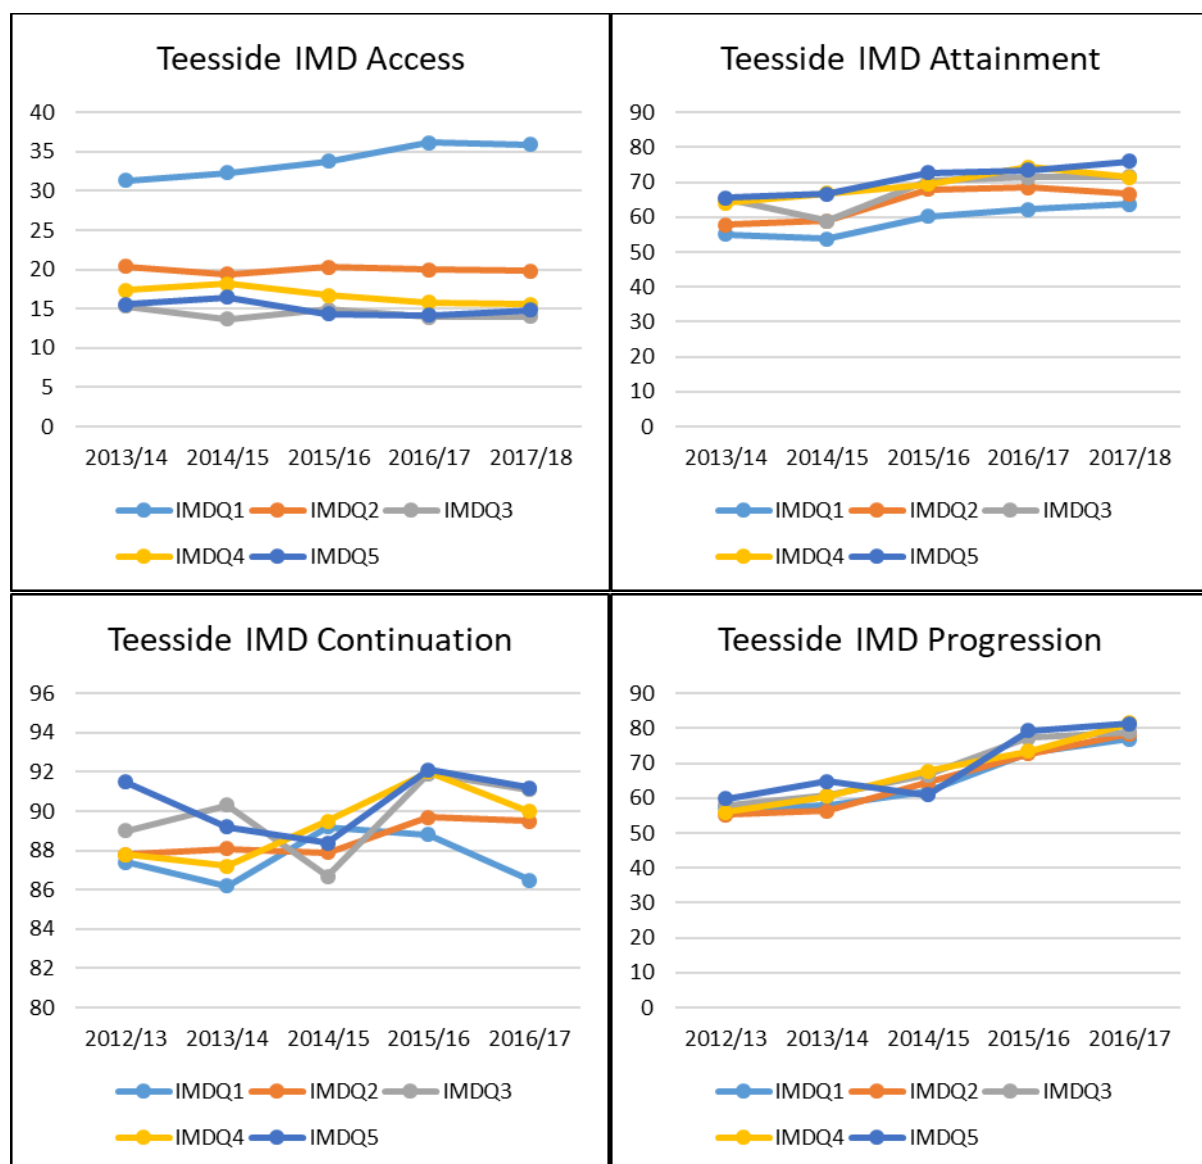 Teesside IMD Access
40
35
30
25
20
15
10
5
0
2013/14 2014/15 2015/16 2016/17 2017/18
IMDQ1 IMDQ2 IMDQ3
IMDQ4 IMDQ5
Teesside IMD Attainment
90
80
70
60
50
40
30
20
10
0
2013/14 2014/15 2015/16 2016/17 2017/18
IMDQ1 IMDQ2 IMDQ3
IMDQ4 IMDQ5
Teesside IMD Continuation
96
94
92
90
88
86
84
82
80
2012/13 2013/14 2014/15 2015/16 2016/17
IMDQ1 IMDQ2 IMDQ3
IMDQ4 IMDQ5
Teesside IMD Progression
90
80
70
60
50
40
30
20
10
0
2012/13 2013/14 2014/15 2015/16 2016/17
IMDQ1 IMDQ2 IMDQ3
IMDQ4 IMDQ5